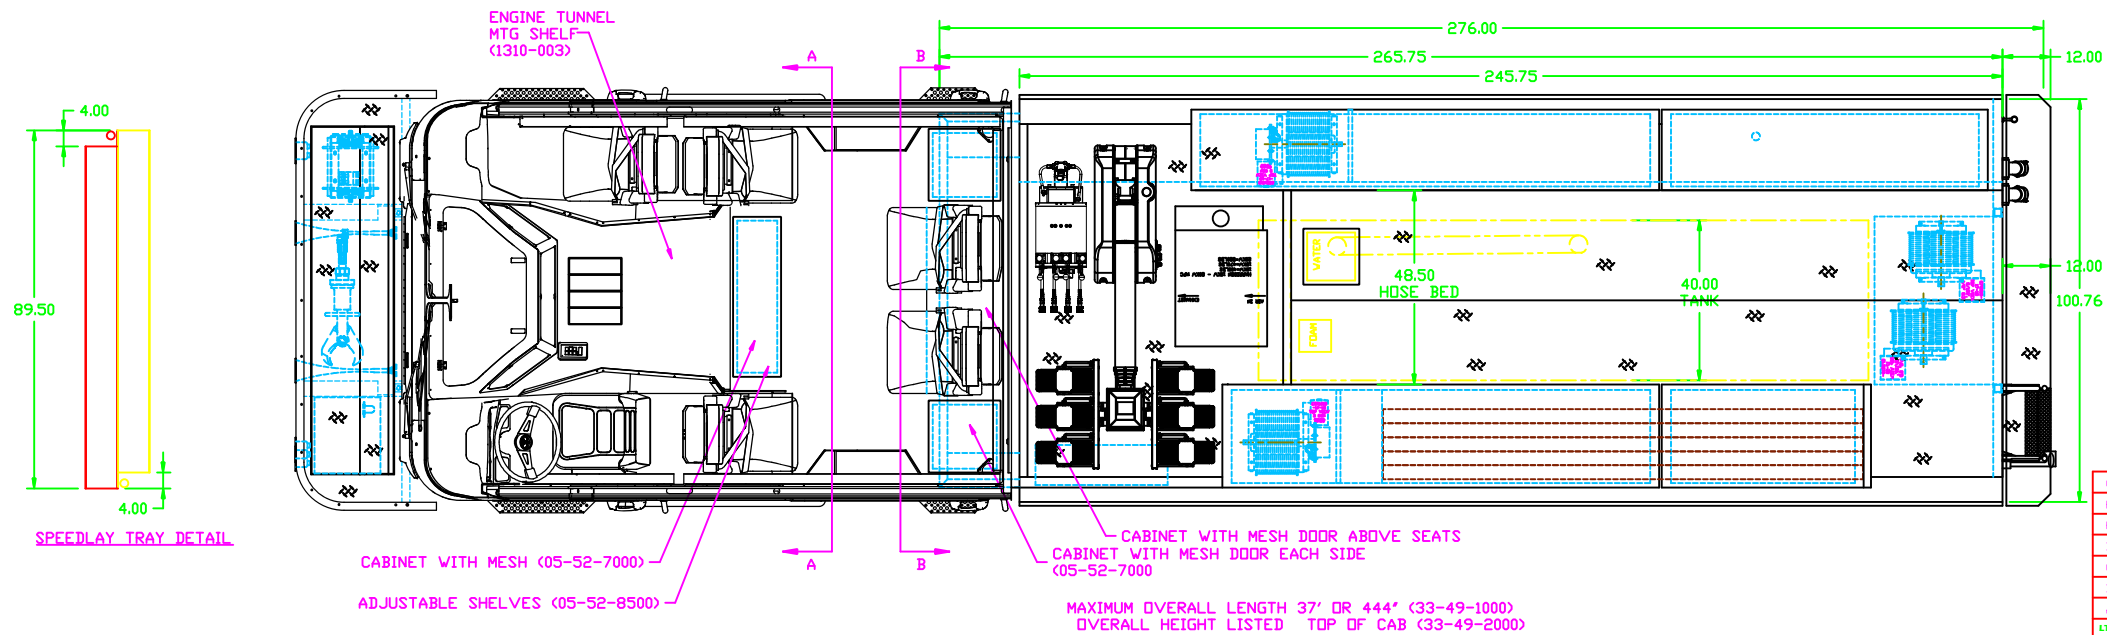 ENGINE TUNNEL
MTG SHELF
(1310-003)
A
B
276.00
265.75
12.00
245.75
4.00
89.50
4.00
SPEEDLAY TRAY DETAIL
WATER
FOAM
48.50
HOSE BED
40.00
TANK
12.00
100.76
CABINET WITH MESH (05-52-7000)
ADJUSTABLE SHELVES (05-52-8500)
A
B
CABINET WITH MESH DOOR ABOVE SEATS
CABINET WITH MESH DOOR EACH SIDE
(05-52-7000
MAXIMUM OVERALL LENGTH 37' OR 444" (33-49-1000)
OVERALL HEIGHT LISTED TOP OF CAB (33-49-2000)